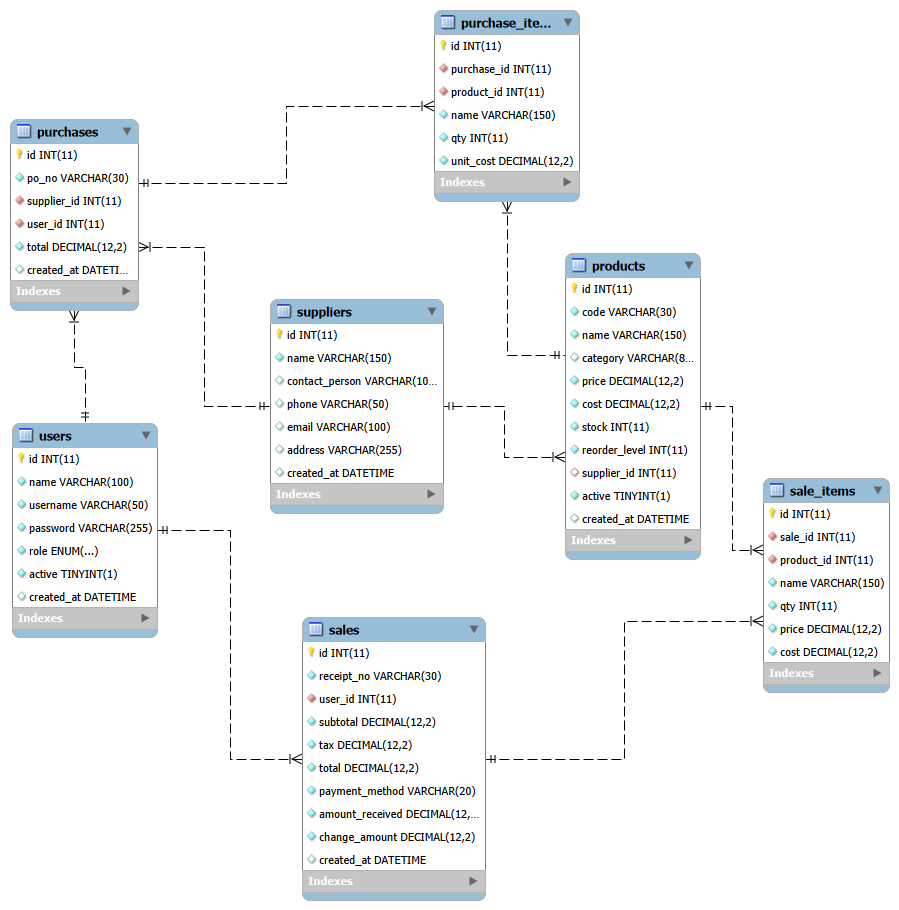 purchase_ite...
id INT(11)
purchase_id INT(11)
product_id INT(11)
name VARCHAR(150)
qty INT(11)
unit_cost DECIMAL(12,2)
Indexes
purchases
id INT(11)
po_no VARCHAR(30)
supplier_id INT(11)
user_id INT(11)
total DECIMAL(12,2)
created_at DATETI...
Indexes
products
id INT(11)
code VARCHAR(30)
name VARCHAR(150)
category VARCHAR(8...
price DECIMAL(12,2)
cost DECIMAL(12,2)
stock INT(11)
reorder_level INT(11)
supplier_id INT(11)
active TINYINT(1)
created_at DATETIME
Indexes
suppliers
id INT(11)
name VARCHAR(150)
contact_person VARCHAR(10...
phone VARCHAR(50)
email VARCHAR(100)
address VARCHAR(255)
created_at DATETIME
Indexes
users
id INT(11)
name VARCHAR(100)
username VARCHAR(50)
password VARCHAR(255)
role ENUM(...)
active TINYINT(1)
created_at DATETIME
Indexes
sale_items
id INT(11)
sale_id INT(11)
product_id INT(11)
name VARCHAR(150)
qty INT(11)
price DECIMAL(12,2)
cost DECIMAL(12,2)
Indexes
sales
id INT(11)
receipt_no VARCHAR(30)
user_id INT(11)
subtotal DECIMAL(12,2)
tax DECIMAL(12,2)
total DECIMAL(12,2)
payment_method VARCHAR(20)
amount_received DECIMAL(12,...
change_amount DECIMAL(12,2)
created_at DATETIME
Indexes